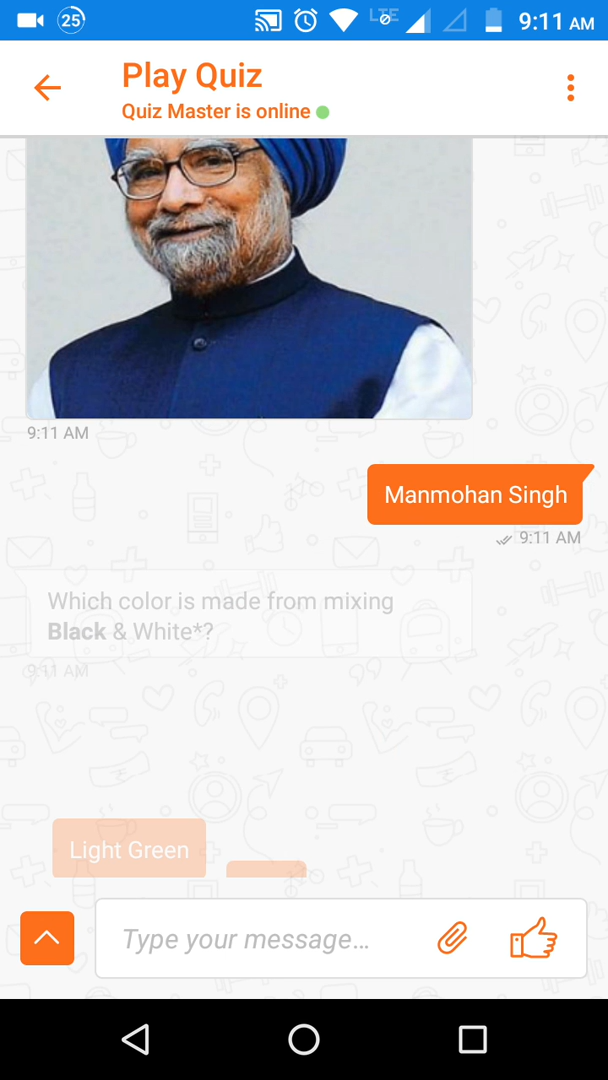 25 LTE 9:11 AM
Play Quiz
Quiz Master is online
9:11 AM
Manmohan Singh
9:11 AM
Which color is made from mixing
Black & White*?
9:11 AM
Light Green
Type your message...